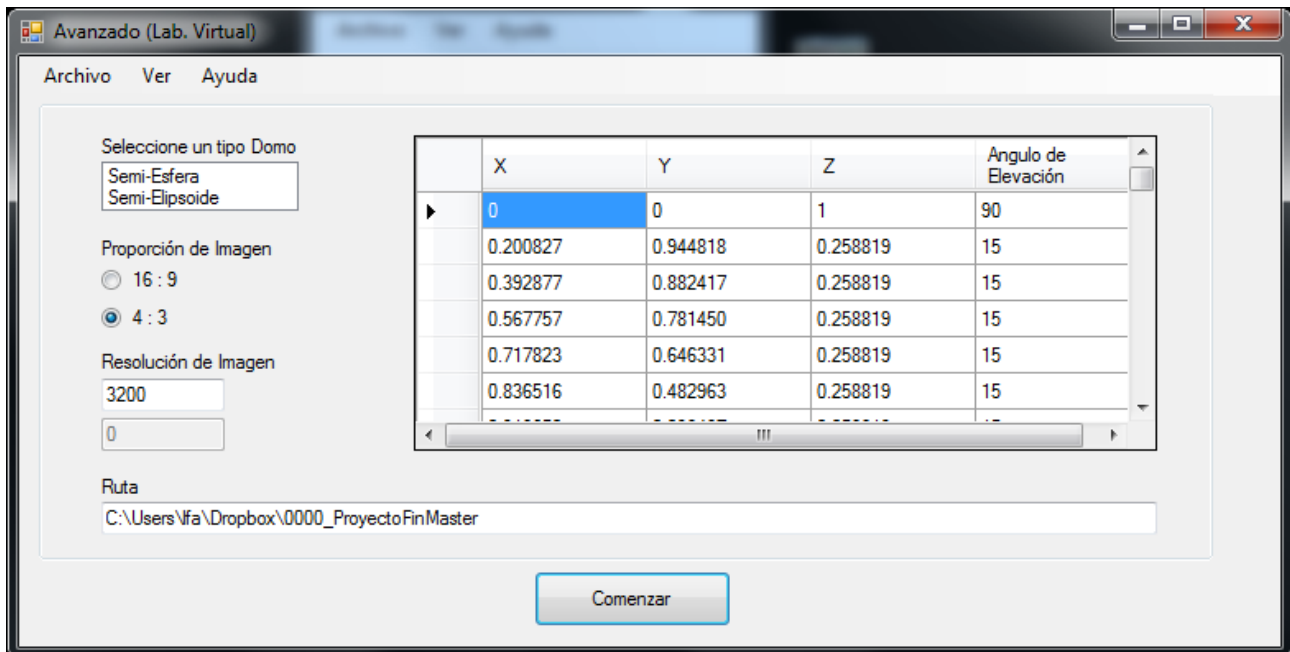 Avanzado (Lab. Virtual)
Archivo Ver Ayuda
Seleccione un tipo Domo
Semi-Esfera
Semi-Elipsoide
Proporción de Imagen
16 : 9
4 : 3
Resolución de Imagen
3200
0
X Y Z Angulo de Elevación
0 0 1 90
0.200827 0.944818 0.258819 15
0.392877 0.882417 0.258819 15
0.567757 0.781450 0.258819 15
0.717823 0.646331 0.258819 15
0.836516 0.482963 0.258819 15
Ruta
C:\Users\lfa\Dropbox\0000_ProyectoFinMaster
Comenzar